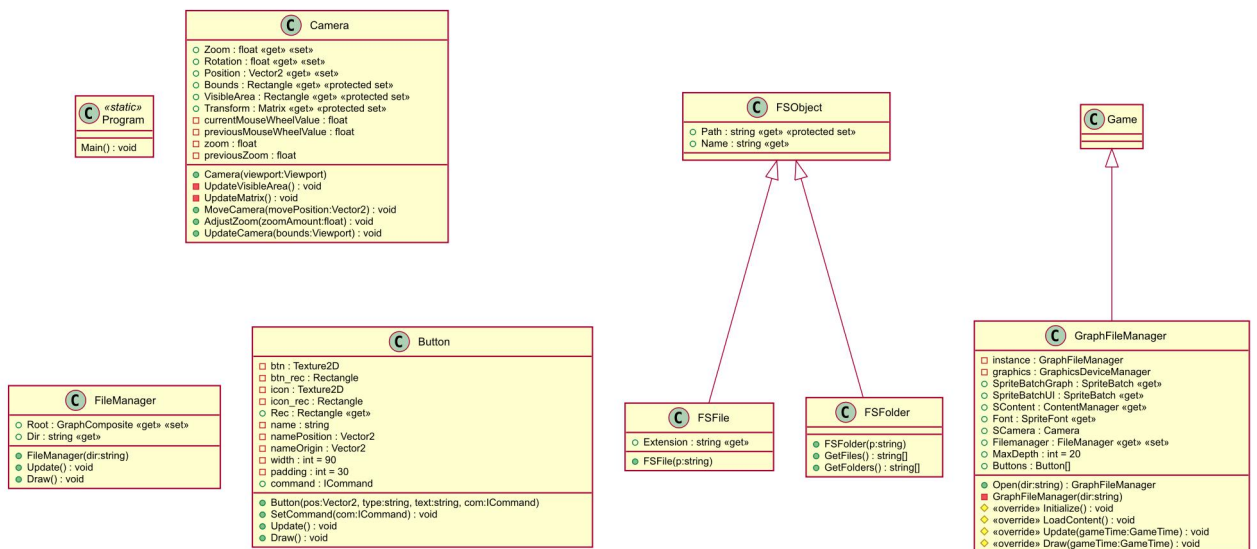 C
Camera
Zoom : float «get» «set»
Rotation : float «get» «set»
Position : Vector2 «get» «set»
Bounds : Rectangle «get» «protected set»
VisibleArea : Rectangle «get» «protected set»
Transform : Matrix «get» «protected set»
currentMouseWheelValue : float
previousMouseWheelValue : float
zoom : float
previousZoom : float
Camera(viewport:Viewport)
UpdateVisibleArea() : void
UpdateMatrix() : void
MoveCamera(movePosition:Vector2) : void
AdjustZoom(zoomAmount:float) : void
UpdateCamera(bounds:Viewport) : void
C
«static»
Program
Main() : void
C
FSObject
Path : string «get» «protected set»
Name : string «get»
C
Game
C
FileManager
Root : GraphComposite «get» «set»
Dir : string «get»
FileManager(dir:string)
Update() : void
Draw() : void
C
Button
btn : Texture2D
btn_rec : Rectangle
icon : Texture2D
icon_rec : Rectangle
Rec : Rectangle «get»
name : string
namePosition : Vector2
nameOrigin : Vector2
width : int = 90
padding : int = 30
command : ICommand
Button(pos:Vector2, type:string, text:string, com:ICommand)
SetCommand(com:ICommand) : void
Update() : void
Draw() : void
C
FSFile
Extension : string «get»
FSFile(p:string)
C
FSFolder
FSFolder(p:string)
GetFiles() : string[]
GetFolders() : string[]
C
GraphFileManager
instance : GraphFileManager
graphics : GraphicsDeviceManager
SpriteBatchGraph : SpriteBatch «get»
SpriteBatchUI : SpriteBatch «get»
SContent : ContentManager «get»
Font : SpriteFont «get»
SCamera : Camera
Filemanager : FileManager «get» «set»
MaxDepth : int = 20
Buttons : Button[]
Open(dir:string) : GraphFileManager
GraphFileManager(dir:string)
«override» Initialize() : void
«override» LoadContent() : void
«override» Update(gameTime:GameTime) : void
«override» Draw(gameTime:GameTime) : void